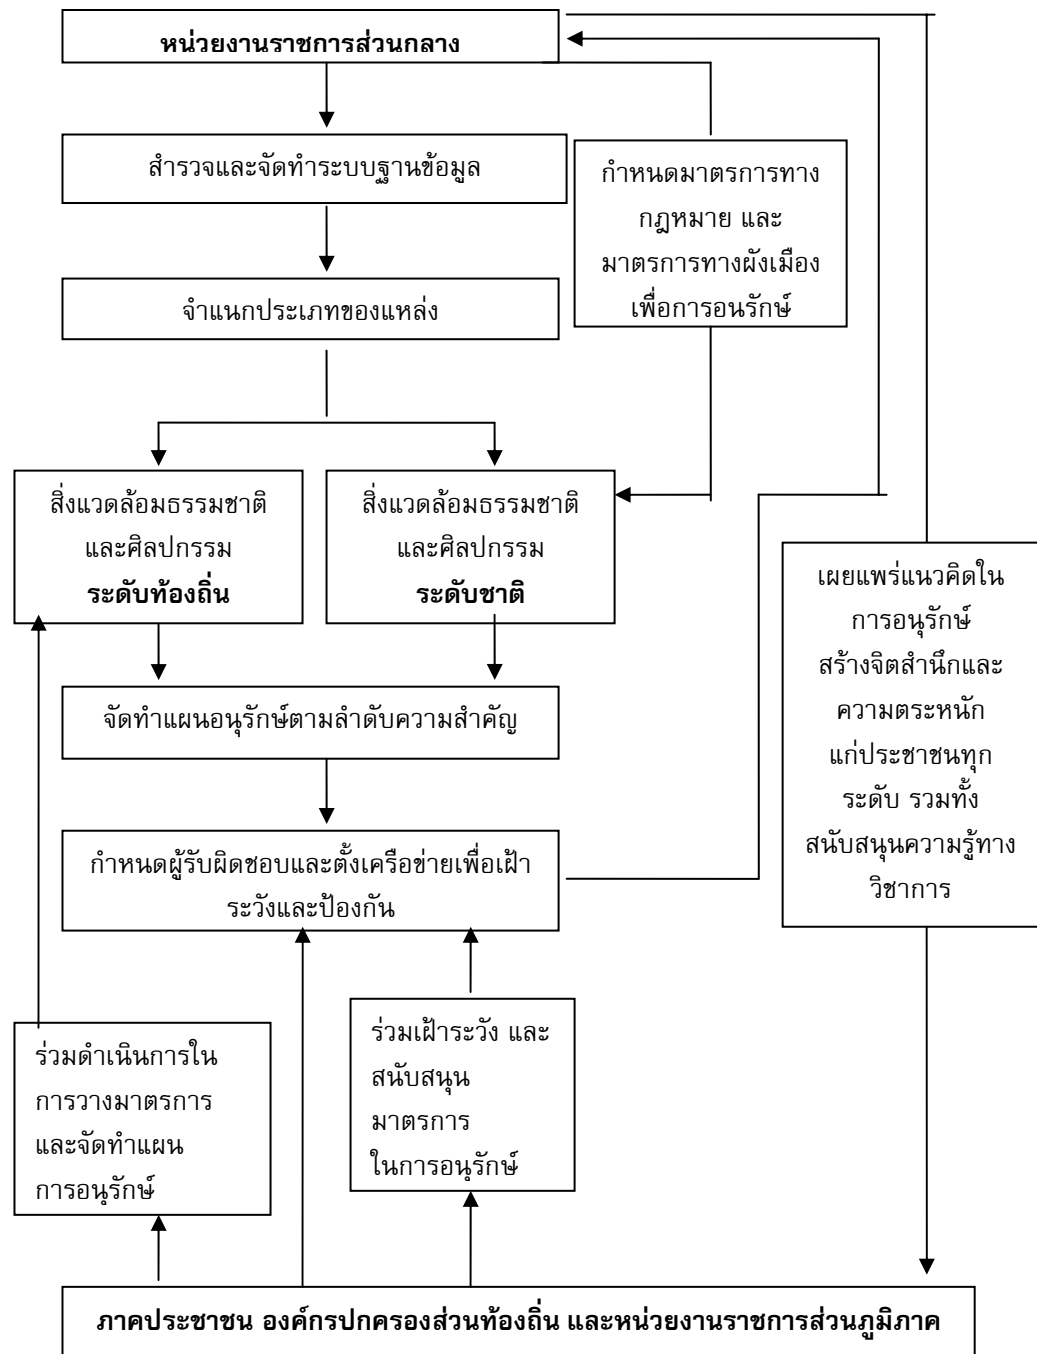 หน่วยงานราชการส่วนกลาง
สำรวจและจัดทำระบบฐานข้อมูล
กำหนดมาตรการทาง
กฎหมาย และ
มาตรการทางผังเมือง
เพื่อการอนรักษ์
จำแนกประเภทของแหล่ง
สิ่งแวดล้อมธรรมชาติ
และศิลปกรรม
ระดับท้องถิ่น
สิ่งแวดล้อมธรรมชาติ
และศิลปกรรม
ระดับชาติ
เผยแพร่แนวคิดใน
การอนุรักษ์
สร้างจิตสำนึกและ
ความตระหนัก
แก่ประชาชนทุก
ระดับ รวมทั้ง
สนับสนุนความรู้ทาง
วิชาการ
จัดทำแผนอนุรักษ์ตามลำดับความสำคัญ
กำหนดผู้รับผิดชอบและตั้งเครือข่ายเพื่อเฝ้า
ระวังและป้องกัน
ร่วมดำเนินการใน
การวางมาตรการ
และจัดทำแผน
การอนุรักษ์
ร่วมเฝ้าระวัง และ
สนับสนุน
มาตรการ
ในการอนุรักษ์
ภาคประชาชน องค์กรปกครองส่วนท้องถิ่น และหน่วยงานราชการส่วนภูมิภาค